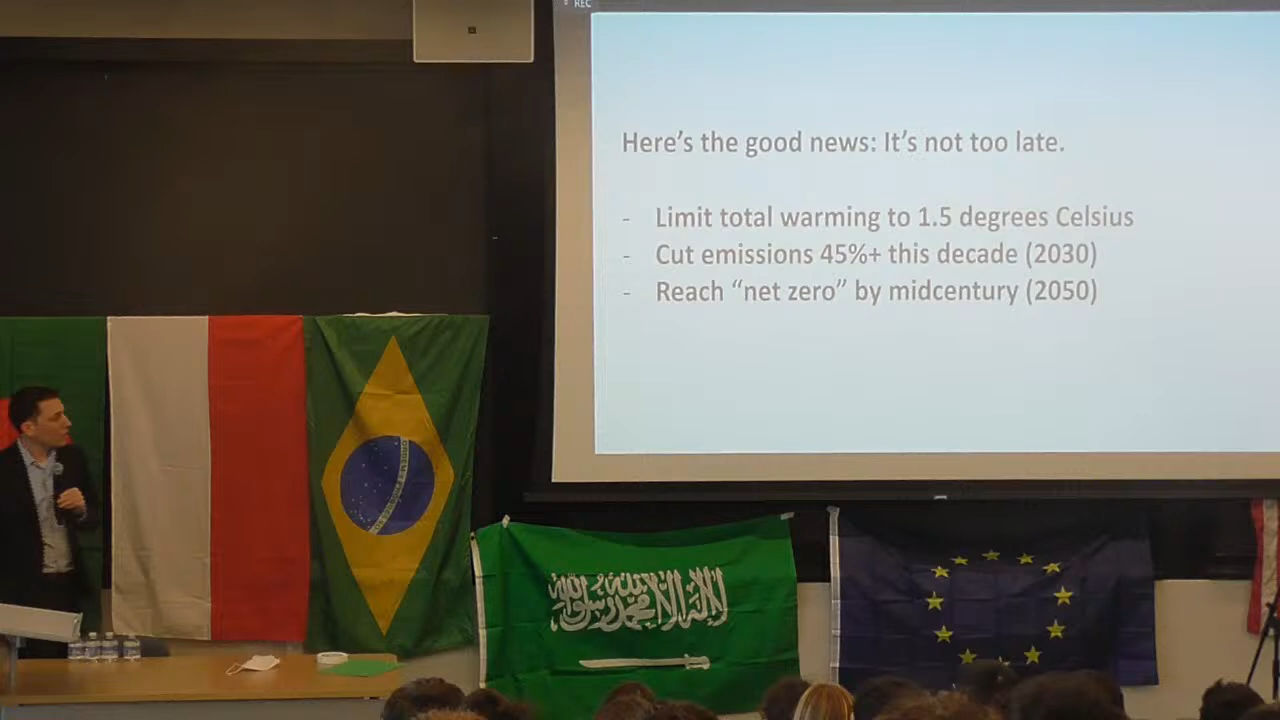 REC
Here's the good news: It's not too late.
- Limit total warming to 1.5 degrees Celsius
- Cut emissions 45%+ this decade (2030)
- Reach “net zero” by midcentury (2050)
لا إله إلا الله محمد رسول الله